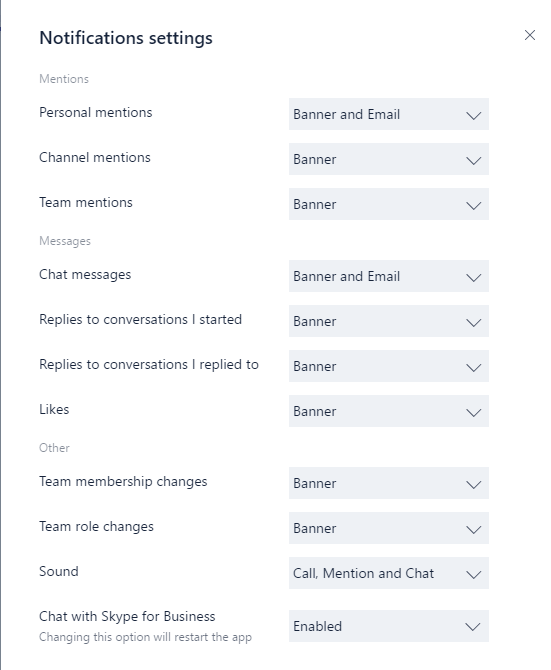 Notifications settings
Mentions
Personal mentions Banner and Email
Channel mentions Banner
Team mentions Banner
Messages
Chat messages Banner and Email
Replies to conversations I started Banner
Replies to conversations I replied to Banner
Likes Banner
Other
Team membership changes Banner
Team role changes Banner
Sound Call, Mention and Chat
Chat with Skype for Business Enabled
Changing this option will restart the app